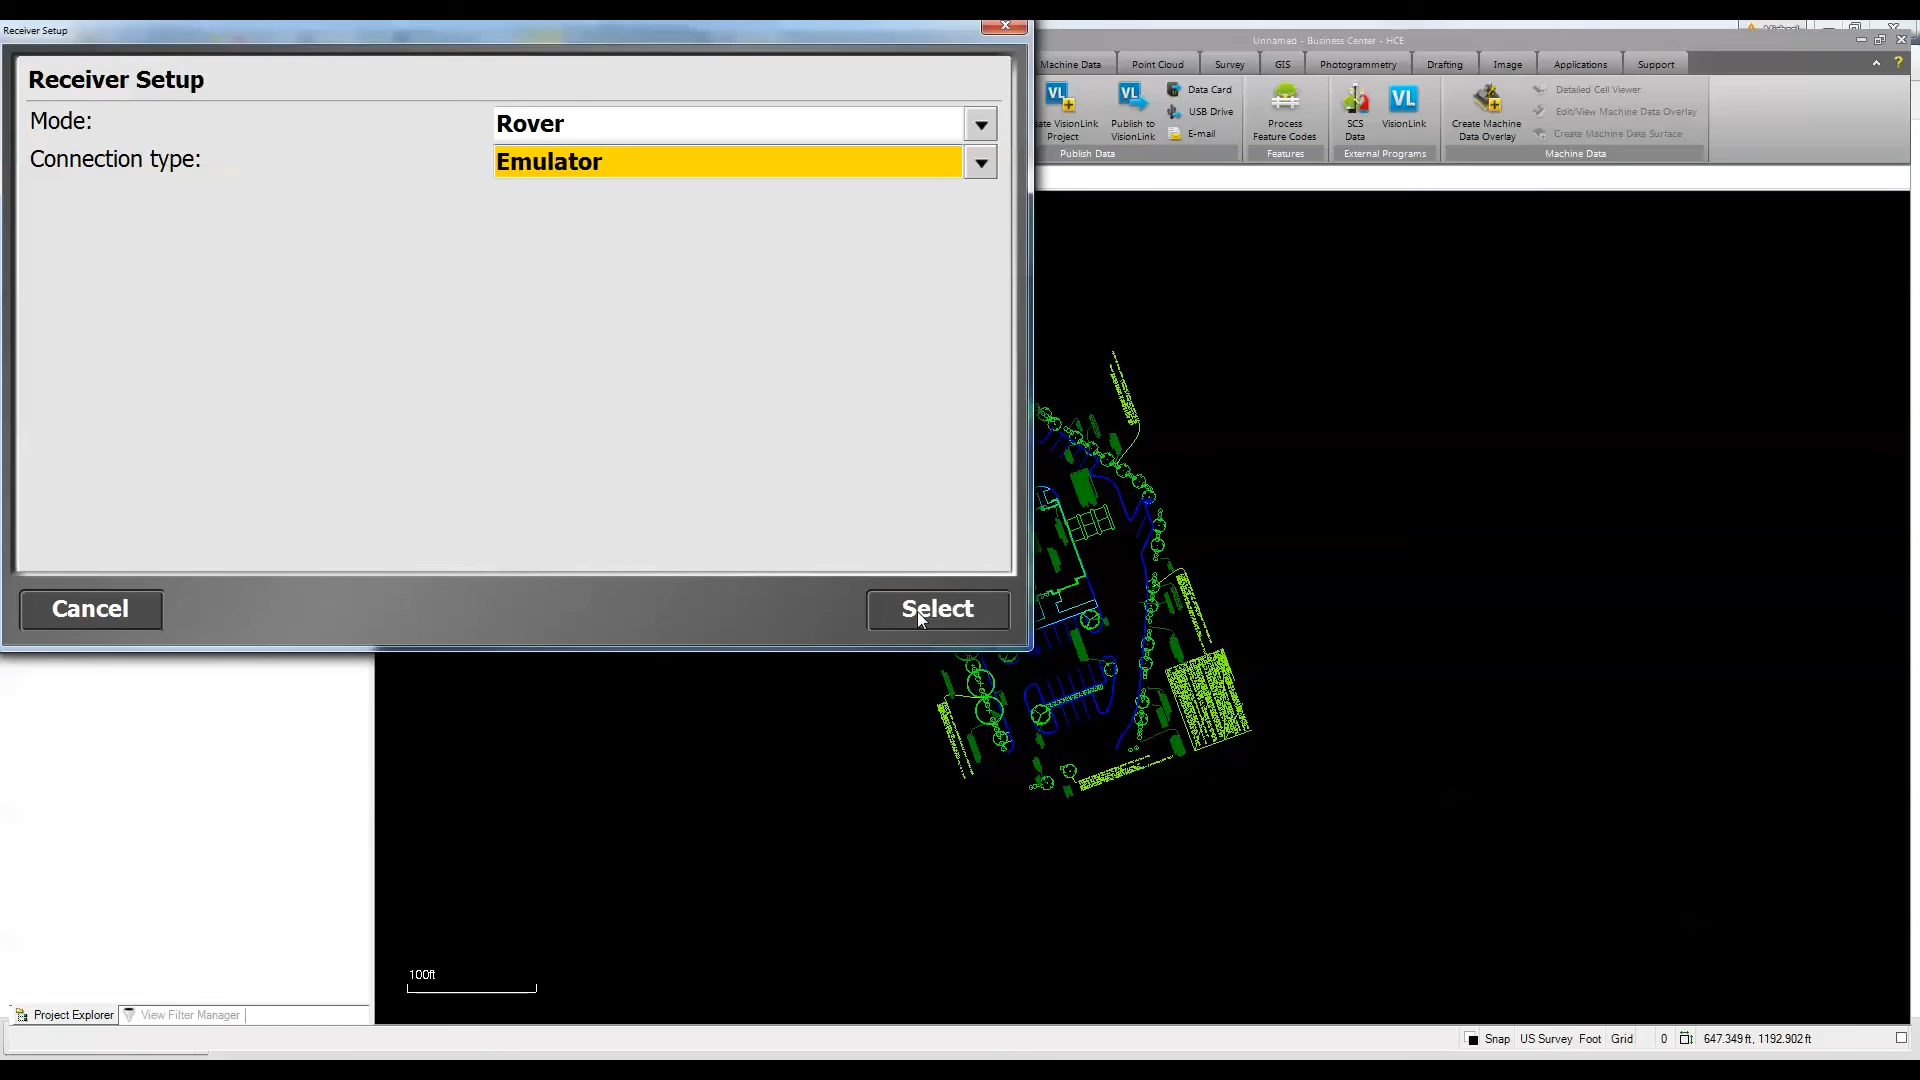 Receiver Setup
Receiver Setup
Mode:
Rover
Connection type:
Emulator
Cancel
Select
Unnamed - Business Center - HCE
Machine Data
Point Cloud
Survey
GIS
Photogrammetry
Drafting
Image
Applications
Support
VisionLink
Project
Publish to
VisionLink
Data Card
USB Drive
E-mail
Publish Data
Process
Feature Codes
Features
SCS
Data
VisionLink
External Programs
Create Machine
Data Overlay
Detailed Cell Viewer
Edit/View Machine Data Overlay
Create Machine Data Surface
Machine Data
100ft
Project Explorer
View Filter Manager
Snap
US Survey Foot
Grid
0
647.349 ft, 1192.902 ft